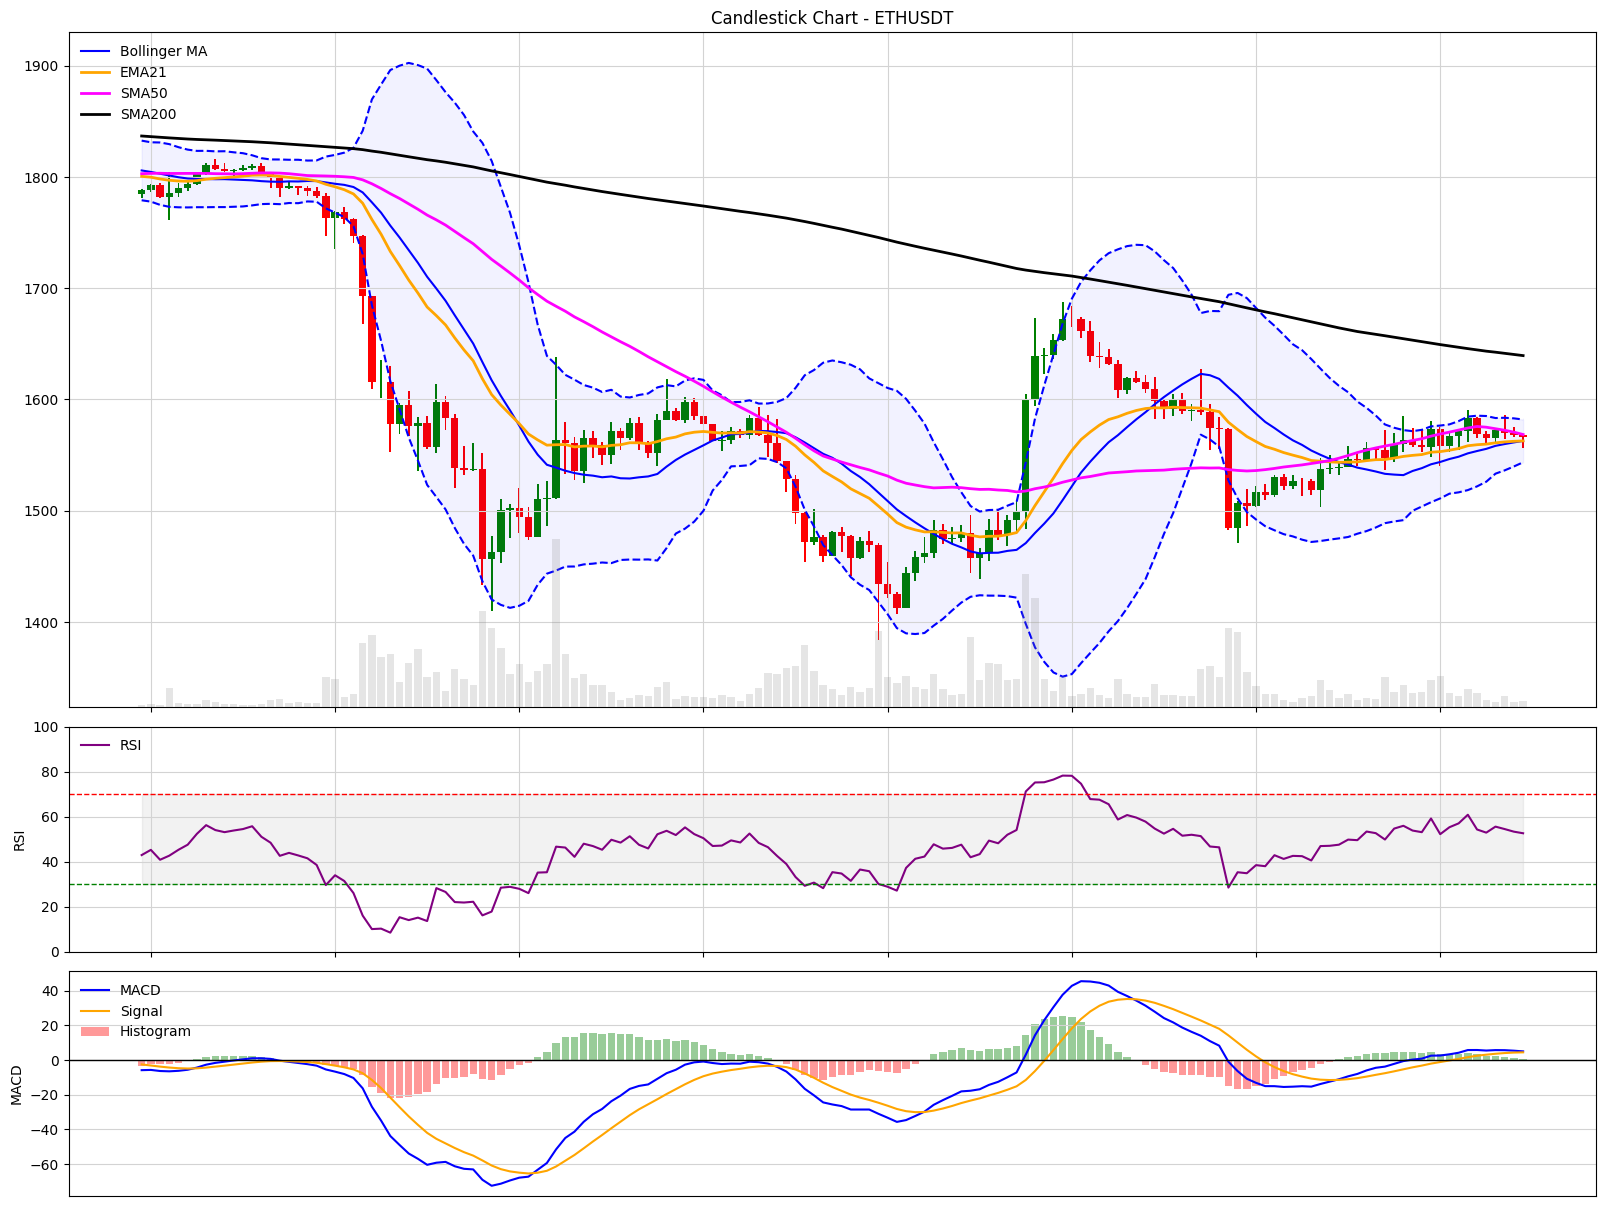 Candlestick Chart - ETHUSDT
Bollinger MA
EMA21
SMA50
SMA200
1900
1800
1700
1600
1500
1400
RSI
100
80
60
40
20
0
RSI
MACD
Signal
Histogram
40
20
0
−20
−40
−60
MACD